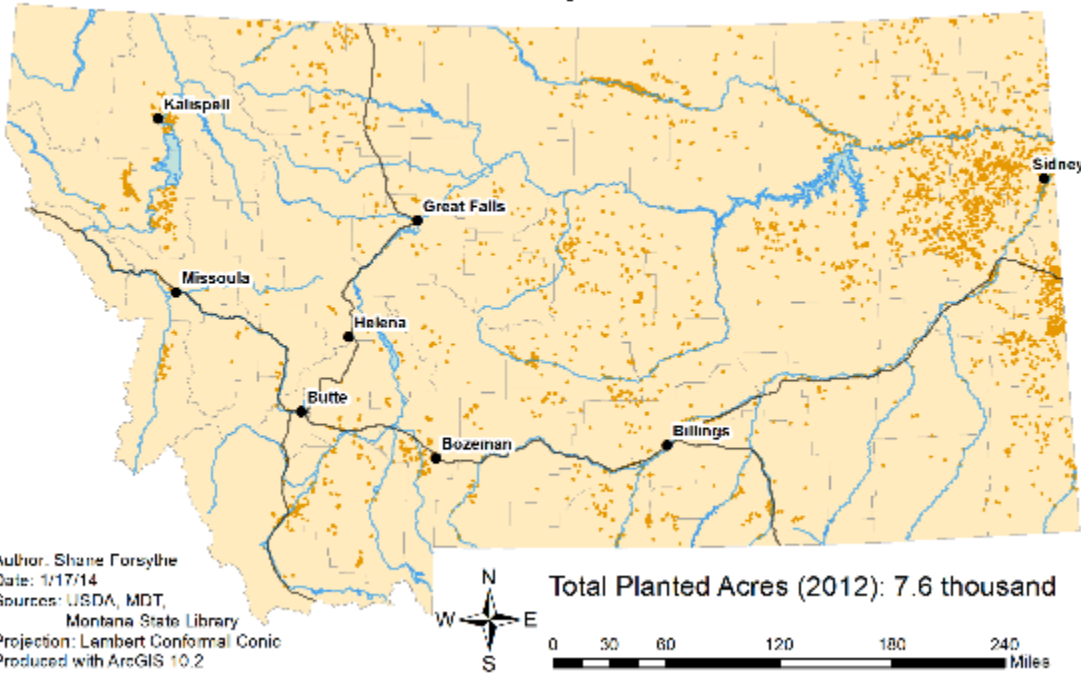 Kalispell
Sidney
Great Falls
Missoula
Helena
Butte
Billings
Bozeman
Author: Shane Forsythe
Date: 1/17/14
Sources: USDA, MDT,
Montana State Library
Projection: Lambert Conformal Conic
Produced with ArcGIS 10.2
N
W E
S
Total Planted Acres (2012): 7.6 thousand
0 30 60 120 180 240
Miles